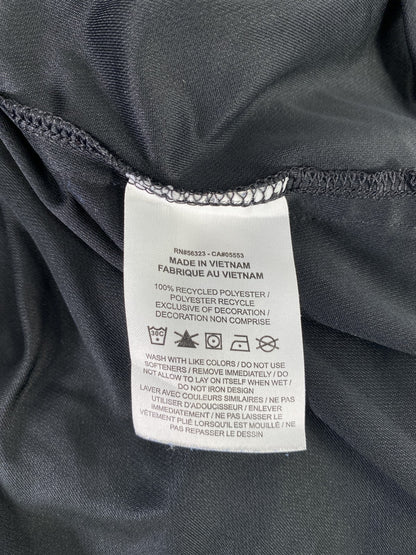 RN#56323 - CA#05553
MADE IN VIETNAM
FABRIQUE AU VIETNAM
100% RECYCLED POLYESTER /
POLYESTER RECYCLE
EXCLUSIVE OF DECORATION /
DECORATION NON COMPRISE
30C
WASH WITH LIKE COLORS / DO NOT USE
SOFTENERS / REMOVE IMMEDIATELY / DO
NOT ALLOW TO LAY ON ITSELF WHEN WET /
DO NOT IRON DESIGN
LAVER AVEC COULEURS SIMILAIRES / NE PAS
UTILISER D'ADOUCISSEUR / ENLEVER
IMMEDIATEMENT / NE PAS LAISSER LE
VÊTEMENT PLIÉ LORSQU'IL EST MOUILLÉ / NE
PAS REPASSER LE DESSIN